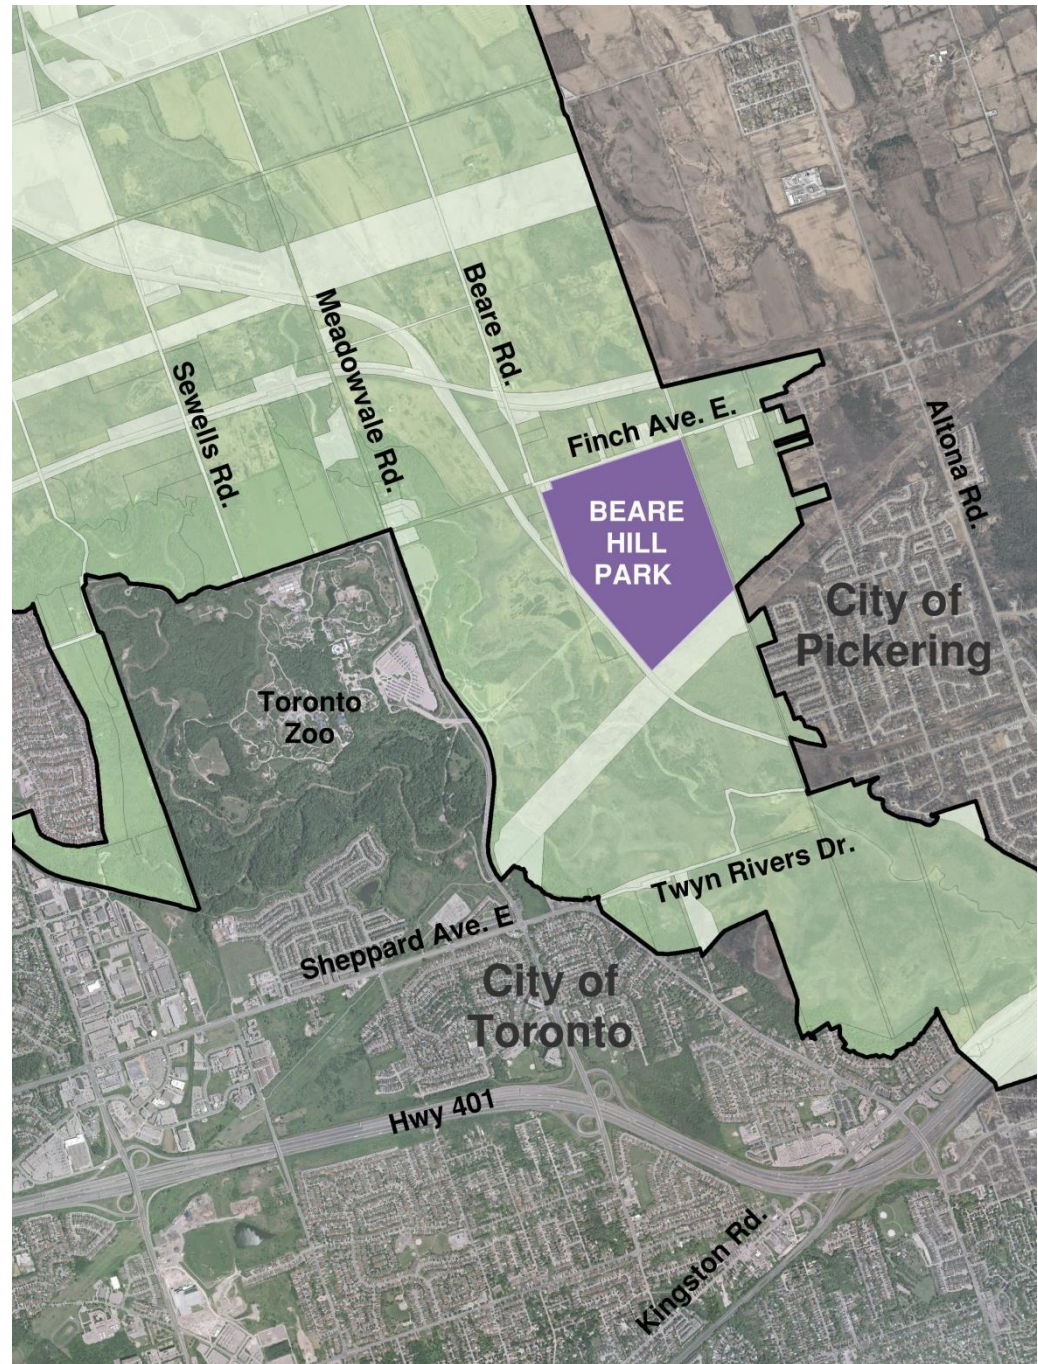 Beare Rd.
Meadowvale Rd.
Sewells Rd.
Finch Ave. E.
Altona Rd.
BEARE
HILL
PARK
City of
Pickering
Toronto
Zoo
Twyn Rivers Dr.
Sheppard Ave. E
City of
Toronto
Hwy 401
Kingston Rd.